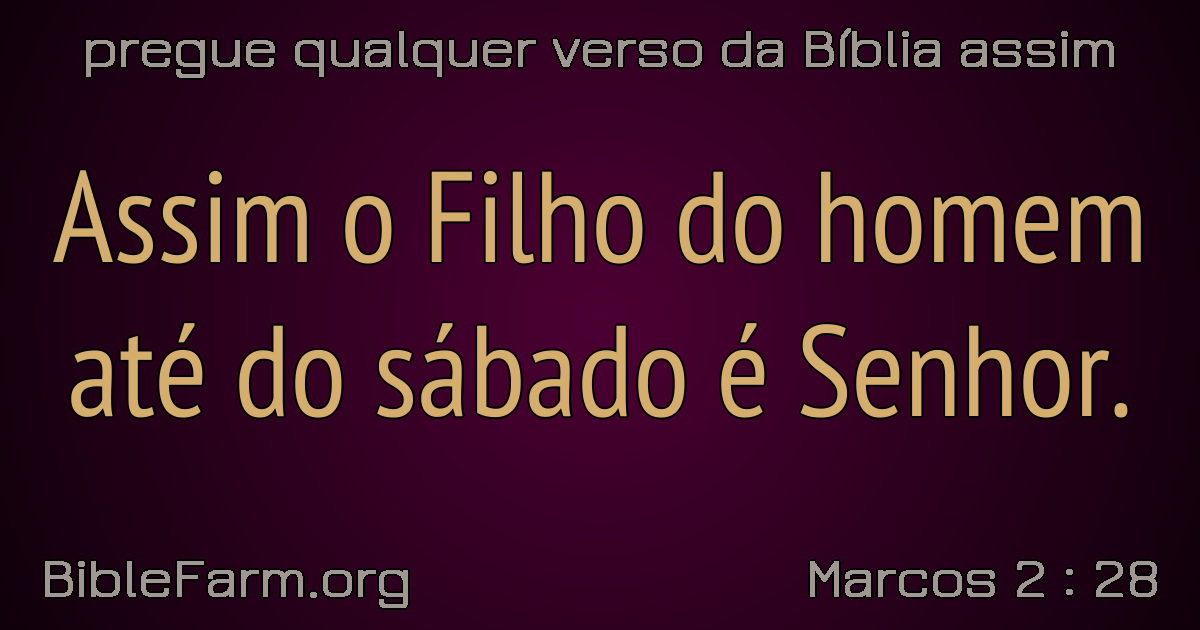 pregue qualquer verso da Bíblia assim
Assim o Filho do homem
até do sábado é Senhor.
BibleFarm.org
Marcos 2 : 28